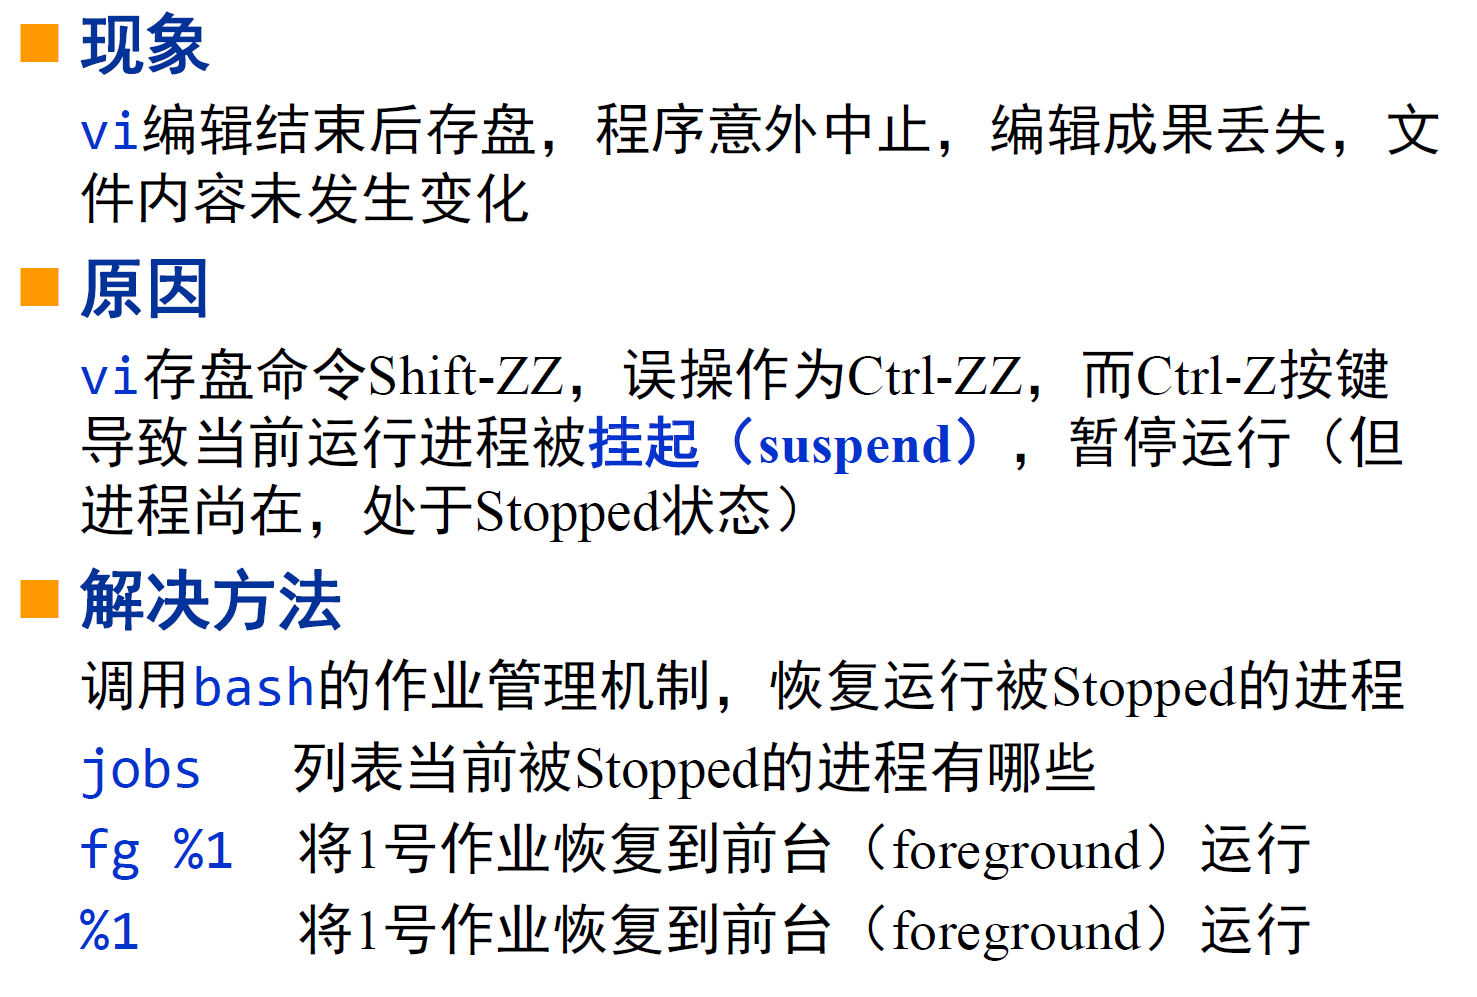 现象
vi编辑结束后存盘，程序意外中止，编辑成果丢失，文
件内容未发生变化
原因
vi存盘命令Shift-ZZ，误操作为Ctrl-ZZ，而Ctrl-Z按键
导致当前运行进程被挂起（suspend），暂停运行（但
进程尚在，处于Stopped状态）
解决方法
调用bash的作业管理机制，恢复运行被Stopped的进程
jobs 列表当前被Stopped的进程有哪些
fg %1 将1号作业恢复到前台（foreground）运行
%1 将1号作业恢复到前台（foreground）运行